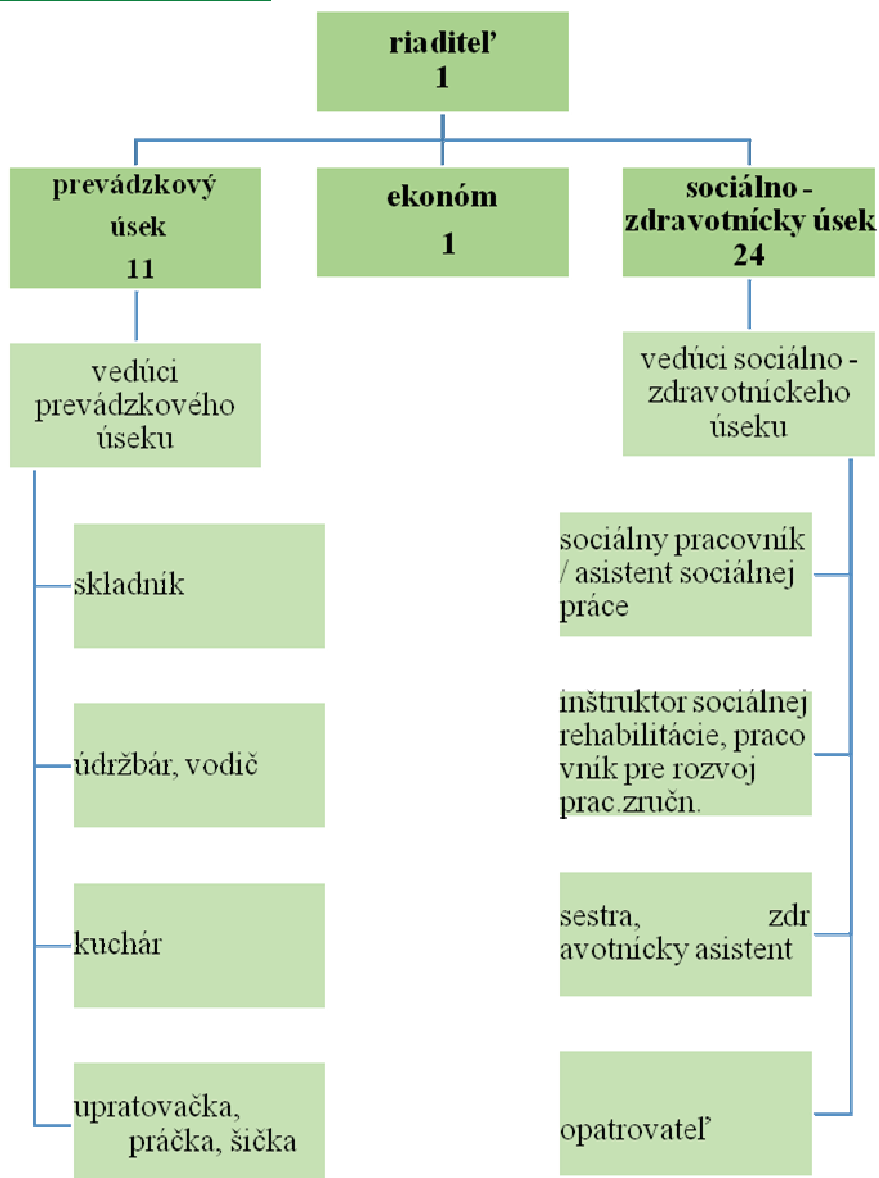 riaditeľ
1
prevádzkový
úsek
11
ekonóm
1
sociálno -
zdravotnícky úsek
24
vedúci
prevádzkového
úseku
vedúci sociálno -
zdravotníckeho
úseku
skladník
údržbár, vodič
kuchár
upratovačka,
práčka, šička
sociálny pracovník
/ asistent sociálnej
práce
inštruktor sociálnej
rehabilitácie, praco
vník pre rozvoj
prac.zručn.
sestra, zdr
avotnícky asistent
opatrovateľ